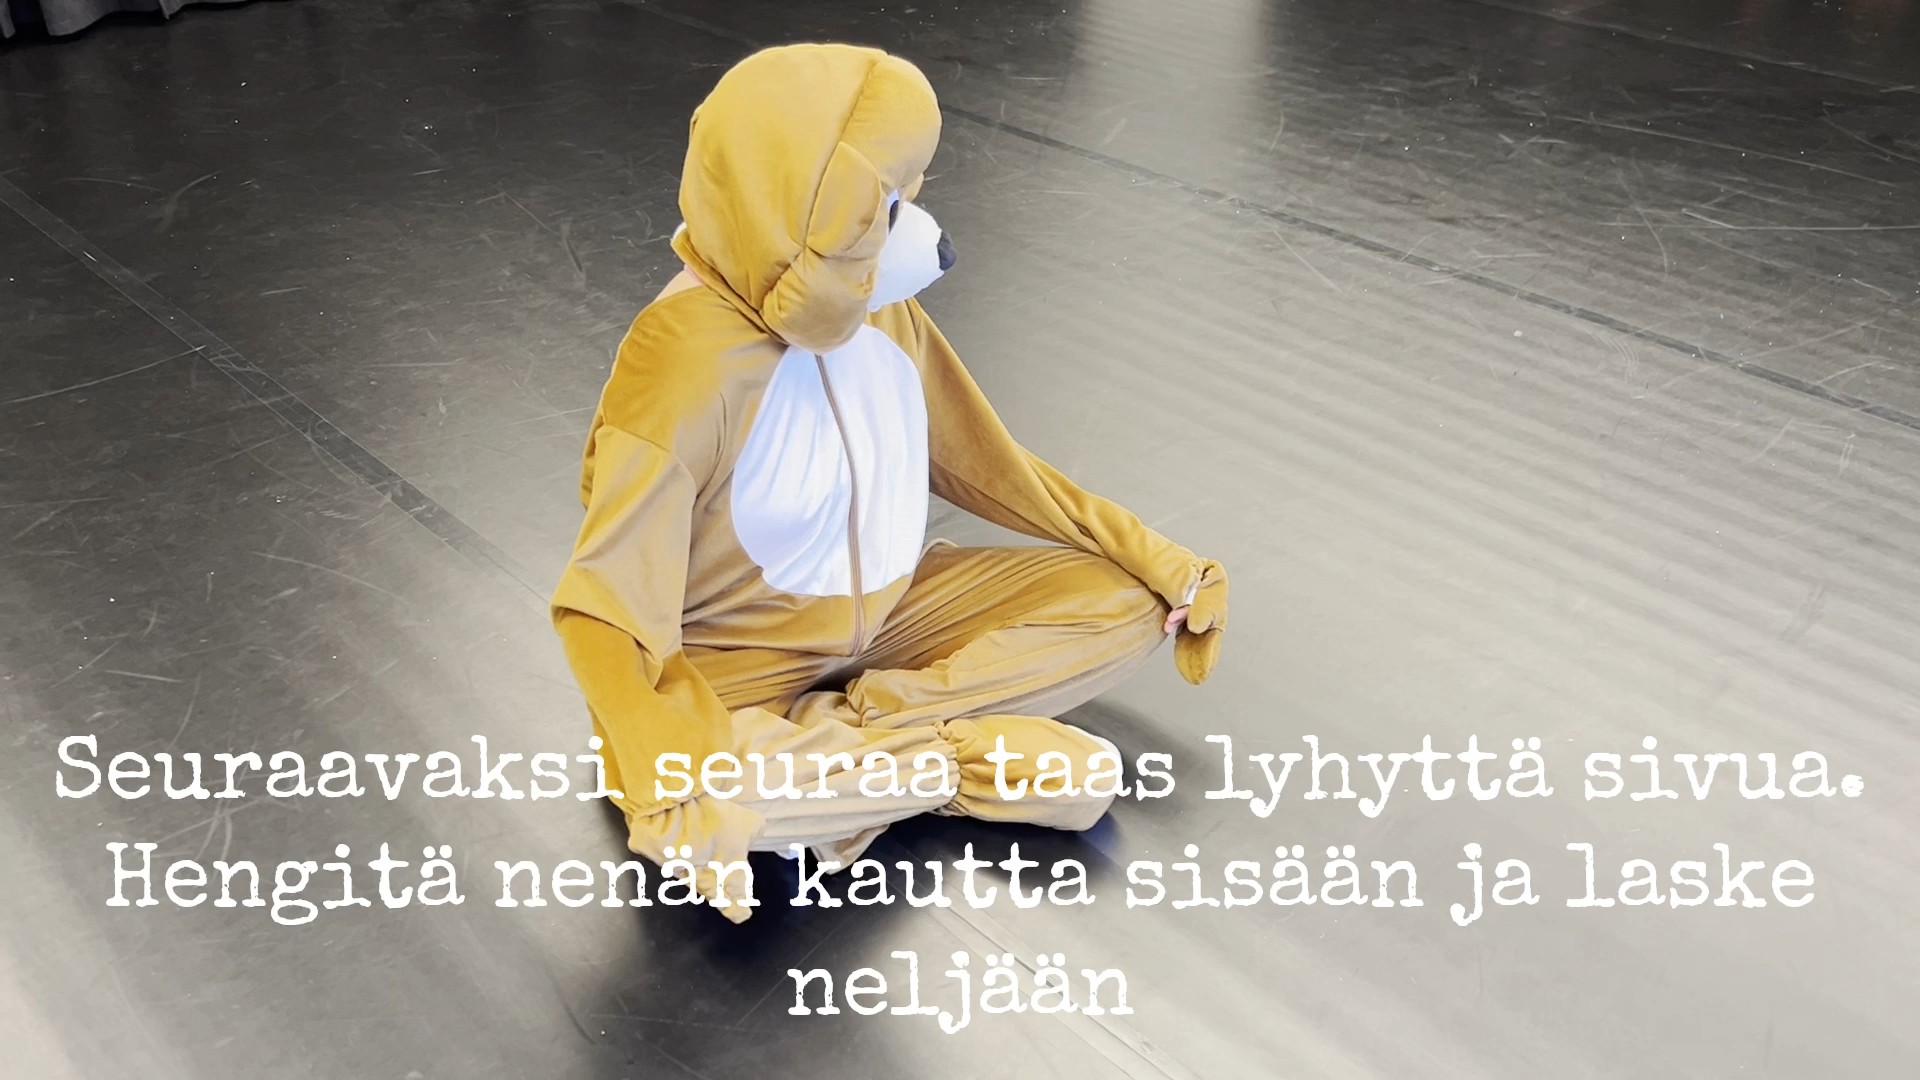 Seuraavaksi seuraa taas lyhyttä sivua.
Hengitä nenän kautta sisään ja laske
neljään